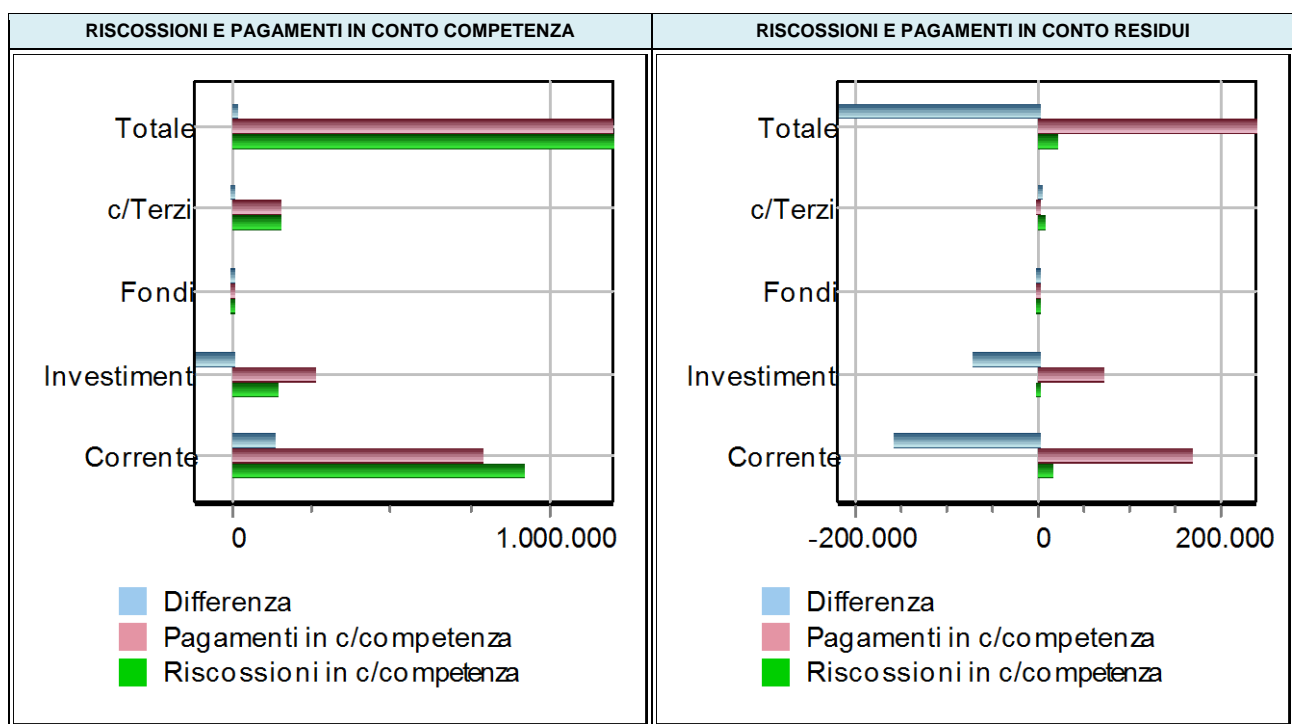 RISCOSSIONI E PAGAMENTI IN CONTO COMPETENZA
Totale
c/Terzi
Fondi
Investiment
Corrente
0 1.000.000
Differenza
Pagamenti in c/competenza
Riscossioni in c/competenza
RISCOSSIONI E PAGAMENTI IN CONTO RESIDUI
Totale
c/Terzi
Fondi
Investiment
Corrente
-200.000 0 200.000
Differenza
Pagamenti in c/competenza
Riscossioni in c/competenza